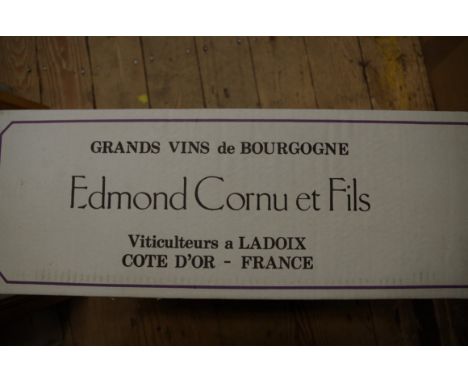 GRANDS VINS de BOURGOGNE
Edmond Cornu et Fils
Viticulteurs a LADOIX
COTE D'OR - FRANCE